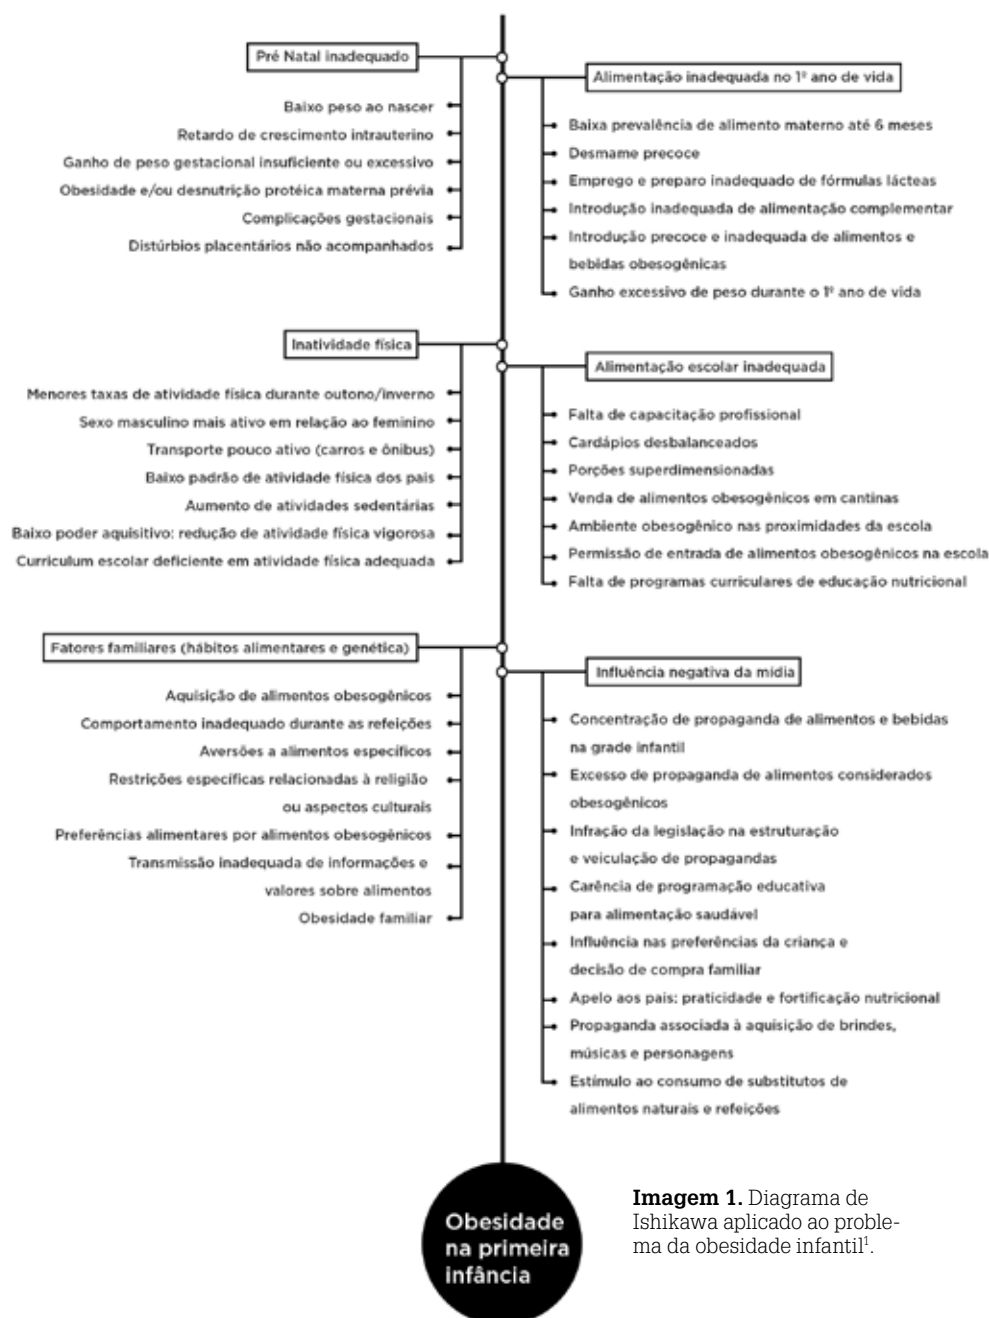 Pré Natal inadequado
Baixo peso ao nascer
Retardo de crescimento intrauterino
Ganho de peso gestacional insuficiente ou excessivo
Obesidade e/ou desnutrição protéica materna prévia
Complicações gestacionais
Distúrbios placentários não acompanhados
Alimentação inadequada no 1º ano de vida
Baixa prevalência de alimento materno até 6 meses
Desmame precoce
Emprego e preparo inadequado de fórmulas lácteas
Introdução inadequada de alimentação complementar
Introdução precoce e inadequada de alimentos e
bebidas obesogênicas
Ganho excessivo de peso durante o 1º ano de vida
Inatividade física
Menores taxas de atividade física durante outono/inverno
Sexo masculino mais ativo em relação ao feminino
Transporte pouco ativo (carros e ônibus)
Baixo padrão de atividade física dos pais
Aumento de atividades sedentárias
Baixo poder aquisitivo: redução de atividade física vigorosa
Curriculum escolar deficiente em atividade física adequada
Alimentação escolar inadequada
Falta de capacitação profissional
Cardápios desbalanceados
Porções superdimensionadas
Venda de alimentos obesogênicos em cantinas
Ambiente obesogênico nas proximidades da escola
Permissão de entrada de alimentos obesogênicos na escola
Falta de programas curriculares de educação nutricional
Fatores familiares (hábitos alimentares e genética)
Aquisição de alimentos obesogênicos
Comportamento inadequado durante as refeições
Aversões a alimentos específicos
Restrições específicas relacionadas à religião
ou aspectos culturais
Preferências alimentares por alimentos obesogênicos
Transmissão inadequada de informações e
valores sobre alimentos
Obesidade familiar
Influência negativa da mídia
Concentração de propaganda de alimentos e bebidas
na grade infantil
Excesso de propaganda de alimentos considerados
obesogênicos
Infração da legislação na estruturação
e veiculação de propagandas
Carência de programação educativa
para alimentação saudável
Influência nas preferências da criança e
decisão de compra familiar
Apelo aos pais: praticidade e fortificação nutricional
Propaganda associada à aquisição de brindes,
músicas e personagens
Estímulo ao consumo de substitutos de
alimentos naturais e refeições
Obesidade
na primeira
infância
Imagem 1. Diagrama de
Ishikawa aplicado ao proble-
ma da obesidade infantil¹.